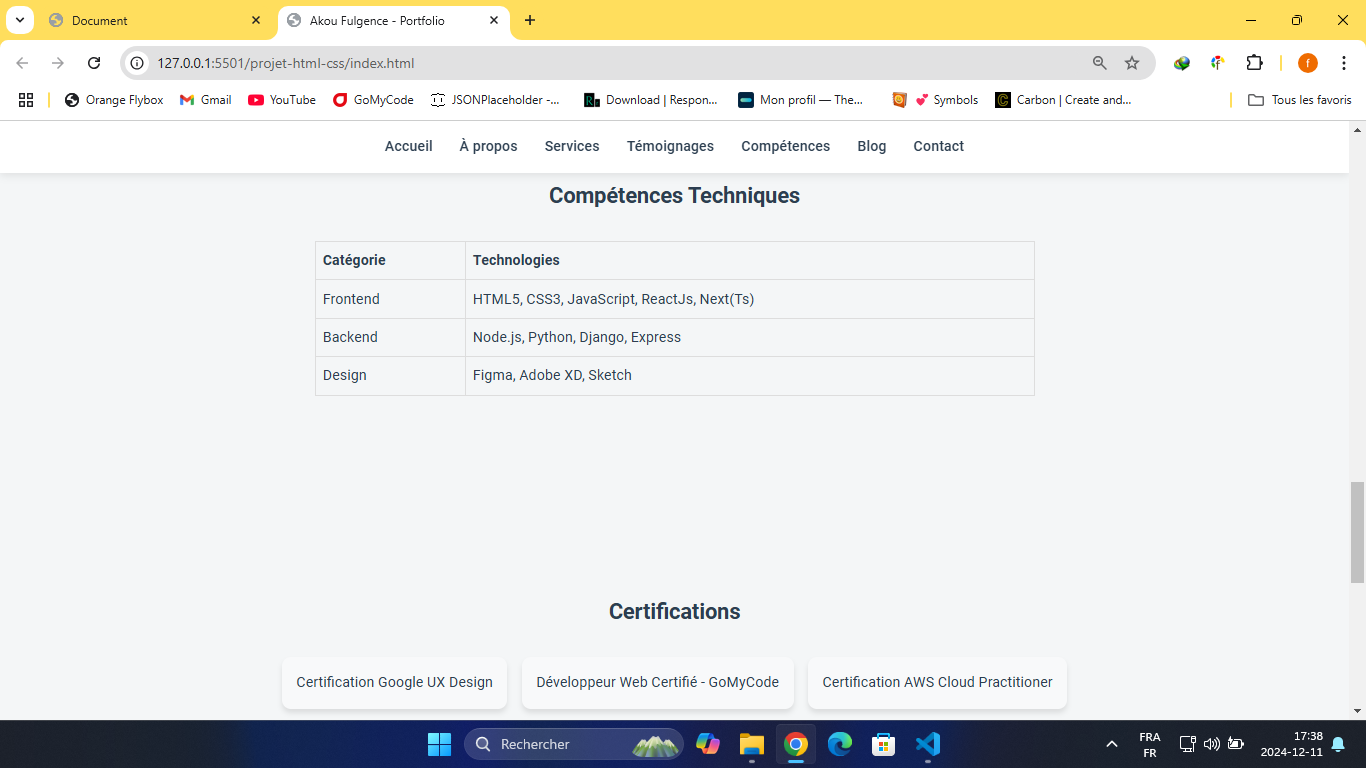 Document
Akou Fulgence - Portfolio
127.0.0.1:5501/projet-html-css/index.html
f
Orange Flybox
Gmail
YouTube
GoMyCode
JSONPlaceholder -...
Download | Respon...
Mon profil — The...
💕 Symbols
Carbon | Create and...
Tous les favoris
Accueil À propos Services Témoignages Compétences Blog Contact
Compétences Techniques
Catégorie Technologies
Frontend HTML5, CSS3, JavaScript, ReactJs, Next(Ts)
Backend Node.js, Python, Django, Express
Design Figma, Adobe XD, Sketch
Certifications
Certification Google UX Design
Développeur Web Certifié - GoMyCode
Certification AWS Cloud Practitioner
Rechercher
FRA
FR
17:38
2024-12-11